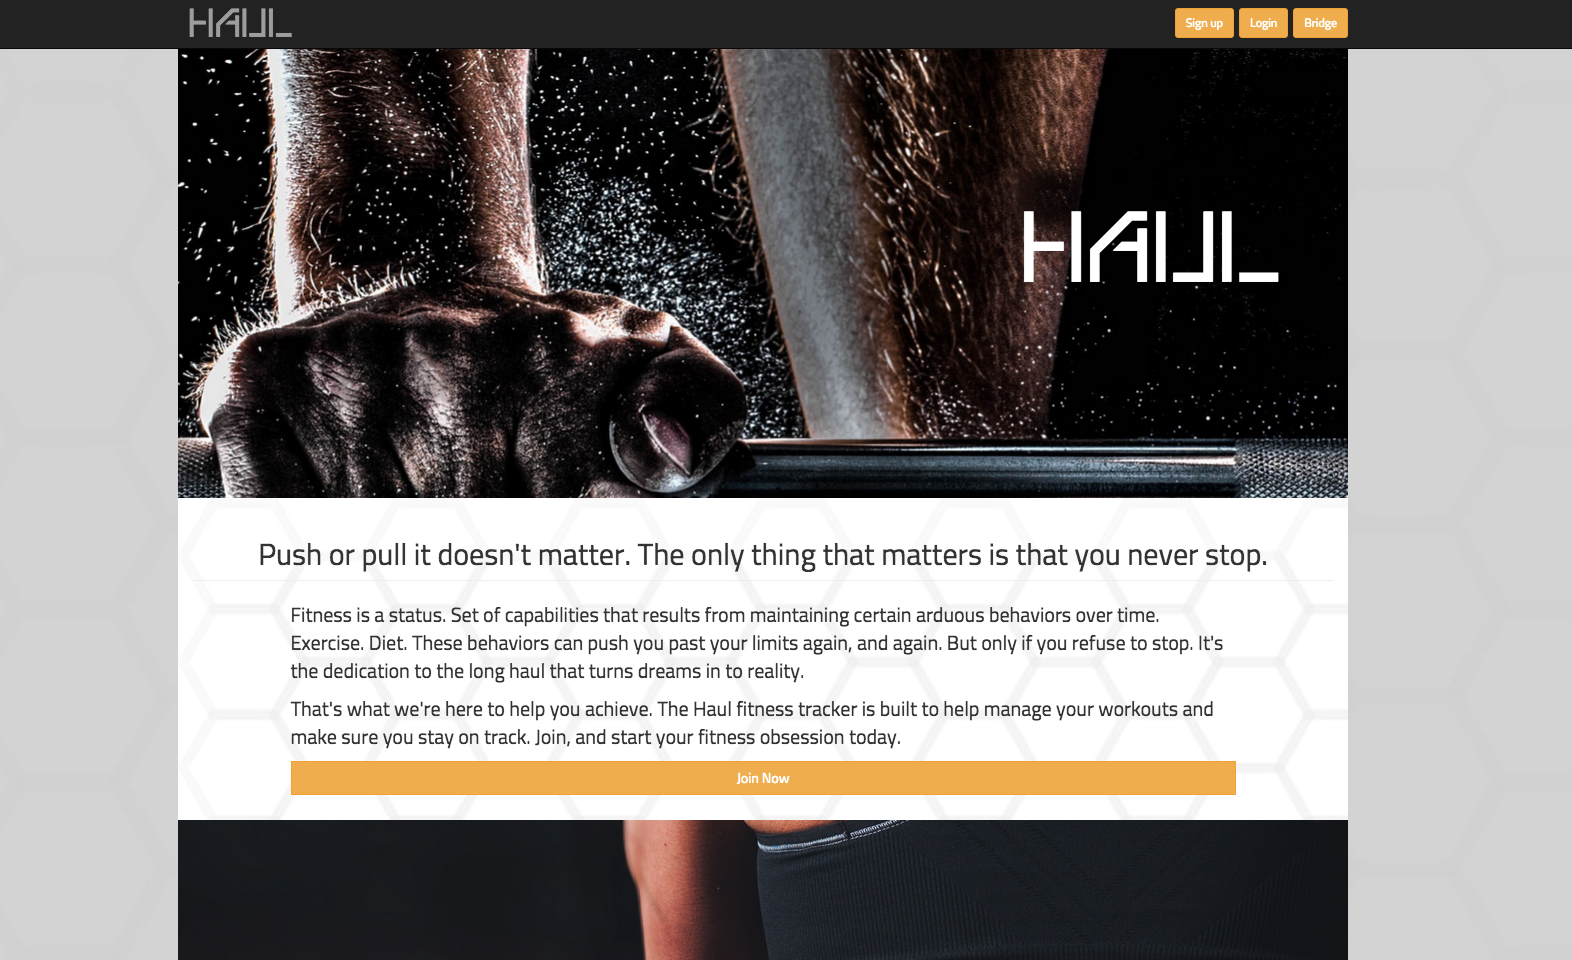 HAUL
Sign up
Login
Bridge
HAUL
Push or pull it doesn't matter. The only thing that matters is that you never stop.
Fitness is a status. Set of capabilities that results from maintaining certain arduous behaviors over time.
Exercise. Diet. These behaviors can push you past your limits again, and again. But only if you refuse to stop. It's
the dedication to the long haul that turns dreams in to reality.
That's what we're here to help you achieve. The Haul fitness tracker is built to help manage your workouts and
make sure you stay on track. Join, and start your fitness obsession today.
Join Now